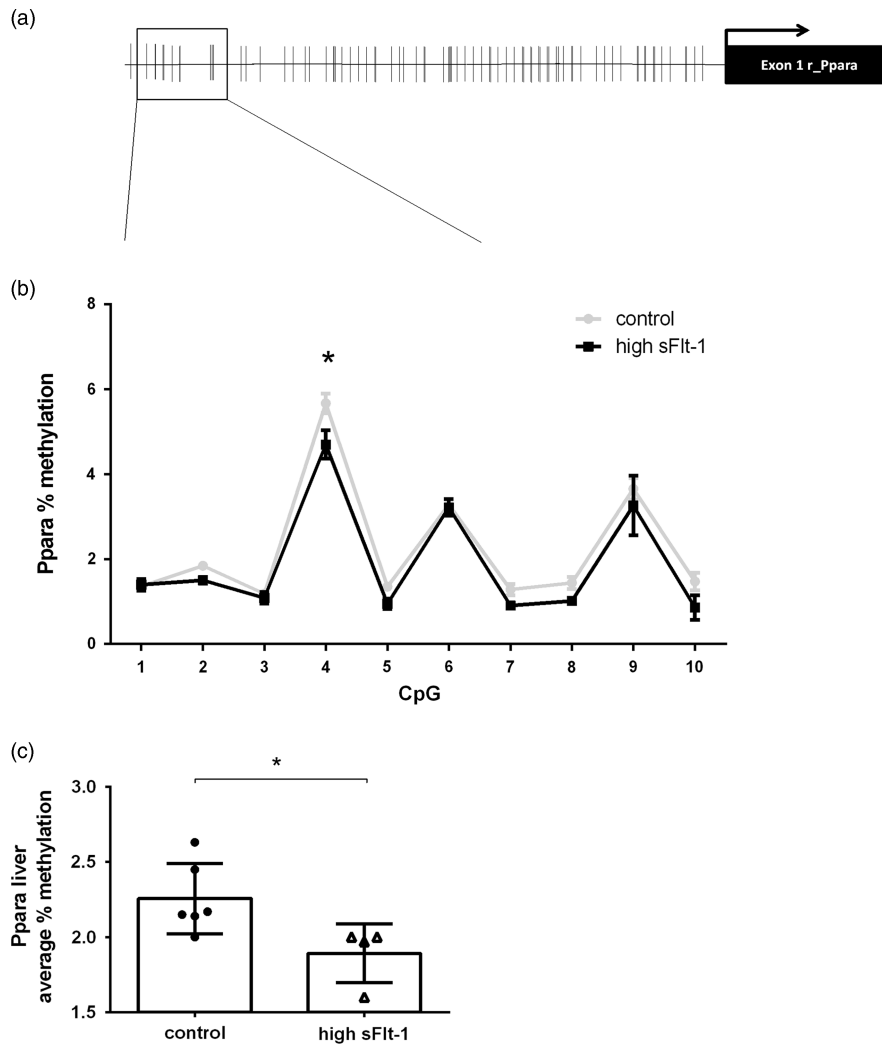 (a)
Exon 1 r_Ppara
(b)
Ppara % methylation
8
6
4
2
0
*
control
high sFlt-1
1 2 3 4 5 6 7 8 9 10
CpG
(c)
Ppara liver
average % methylation
3.0
2.5
2.0
1.5
*
control high sFlt-1